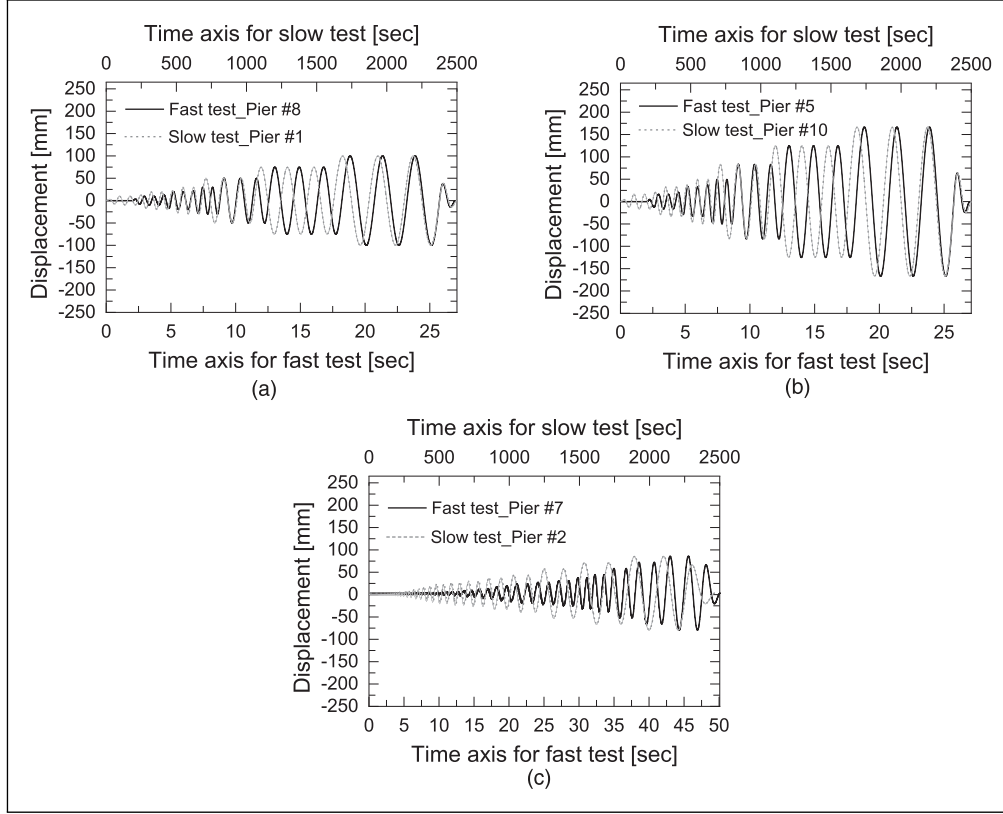 Time axis for slow test [sec]
0 500 1000 1500 2000 2500
250
200
150
100
50
0
-50
-100
-150
-200
-250
Displacement [mm]
Fast test_Pier #8
Slow test_Pier #1
0 5 10 15 20 25
Time axis for fast test [sec]
(a)
Time axis for slow test [sec]
0 500 1000 1500 2000 2500
250
200
150
100
50
0
-50
-100
-150
-200
-250
Displacement [mm]
Fast test_Pier #5
Slow test_Pier #10
0 5 10 15 20 25
Time axis for fast test [sec]
(b)
Time axis for slow test [sec]
0 500 1000 1500 2000 2500
250
200
150
100
50
0
-50
-100
-150
-200
-250
Displacement [mm]
Fast test_Pier #7
Slow test_Pier #2
0 5 10 15 20 25 30 35 40 45 50
Time axis for fast test [sec]
(c)